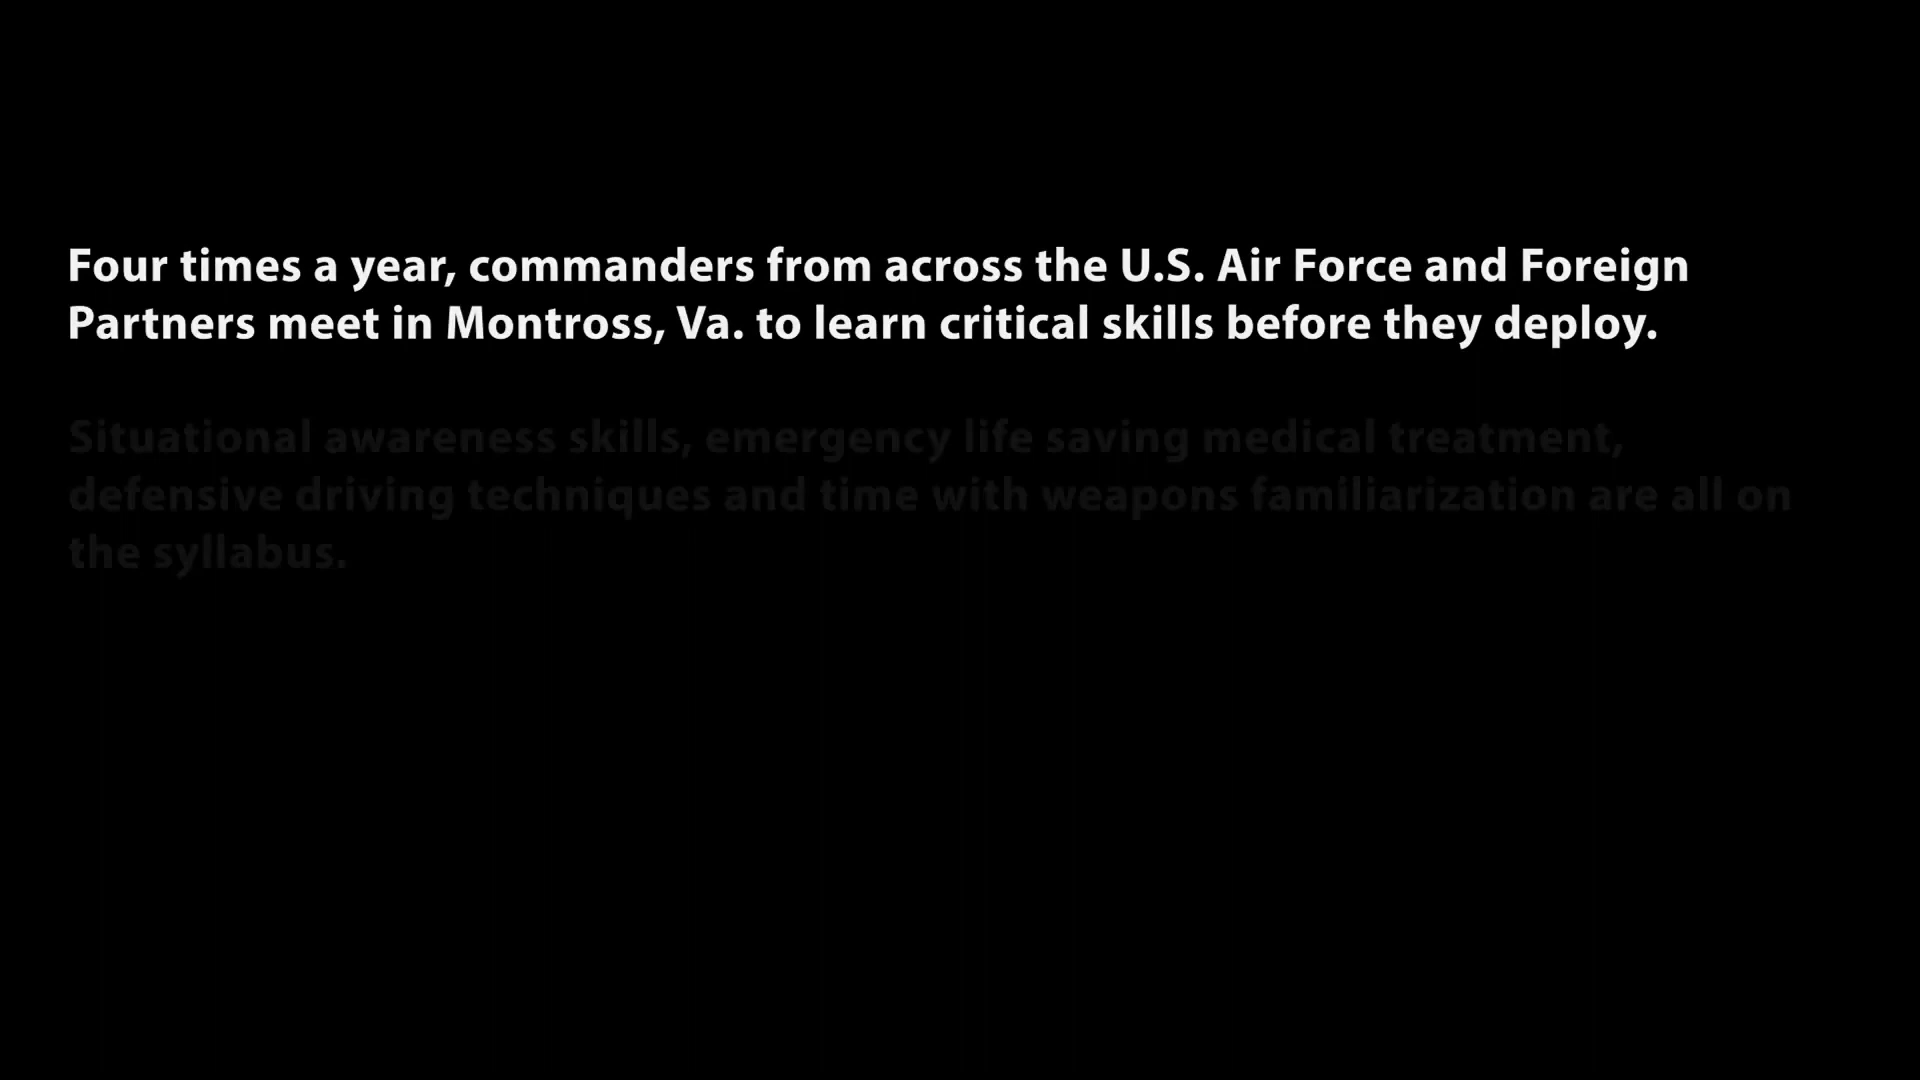 Four times a year, commanders from across the U.S. Air Force and Foreign
Partners meet in Montross, Va. to learn critical skills before they deploy.
Situational awareness skills, emergency life saving medical treatment,
defensive driving techniques and time with weapons familiarization are all on
the syllabus.